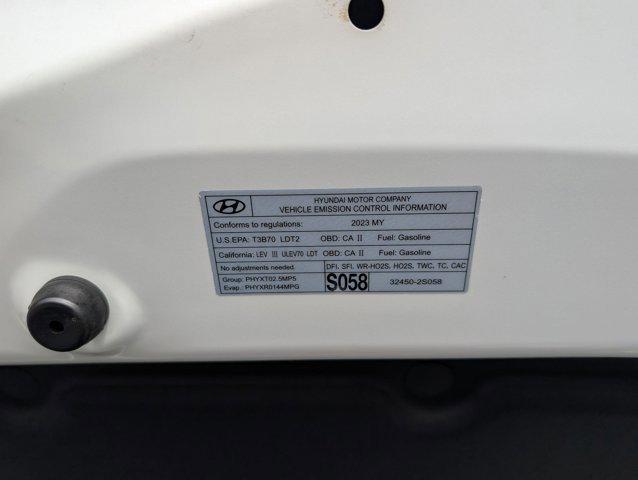 HYUNDAI MOTOR COMPANY
VEHICLE EMISSION CONTROL INFORMATION
Conforms to regulations: 2023 MY
U.S.EPA: T3B70 LDT2 OBD: CA II Fuel: Gasoline
California: LEV III ULEV70 LDT OBD: CA II Fuel: Gasoline
No adjustments needed DFI, SFI, WR-HO2S, HO2S, TWC, TC, CAC
Group: PHYXT02.5MP5
Evap.: PHYXR0144MPG
S058
32450-2S058